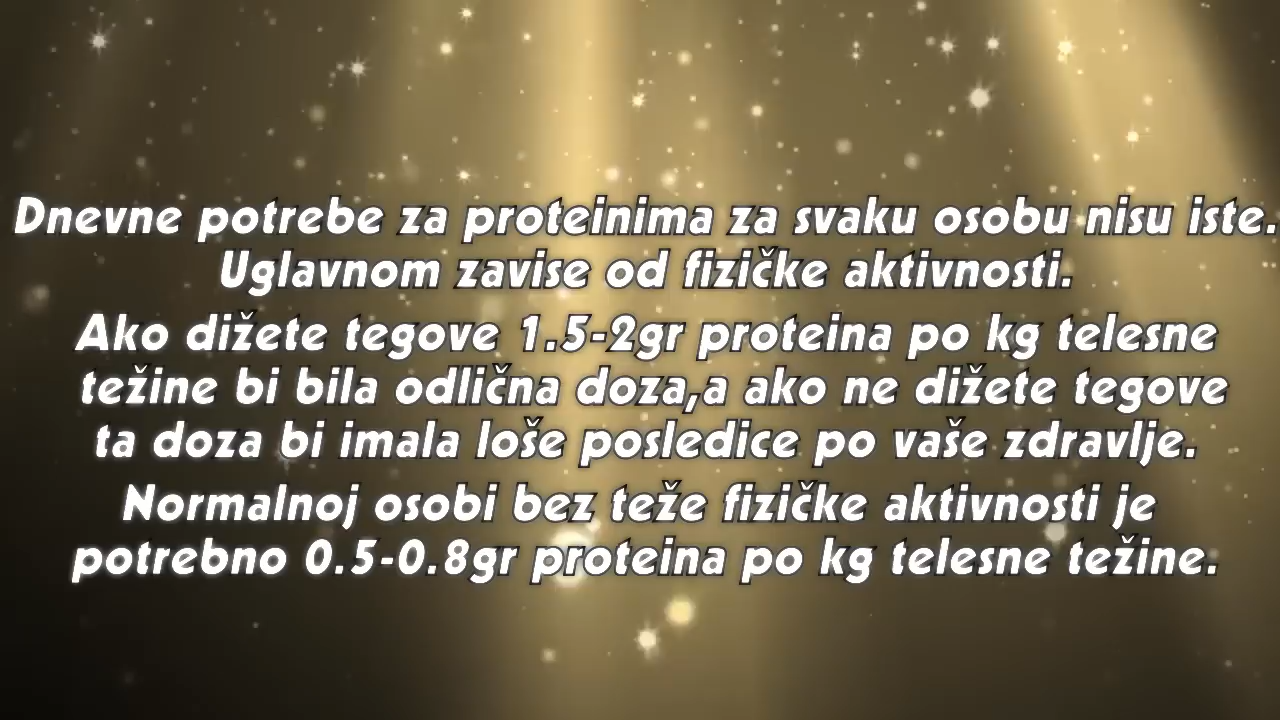 Dnevne potrebe za proteinima za svaku osobu nisu iste.
Uglavnom zavise od fizičke aktivnosti.
Ako dižete tegove 1.5-2gr proteina po kg telesne
težine bi bila odlična doza,a ako ne dižete tegove
ta doza bi imala loše posledice po vaše zdravlje.
Normalnoj osobi bez teže fizičke aktivnosti je
potrebno 0.5-0.8gr proteina po kg telesne težine.